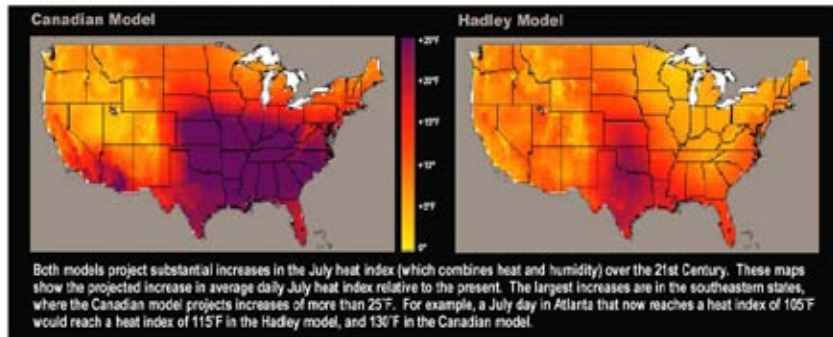 Canadian Model
Hadley Model
+25°F
+20°F
+15°F
+10°
+5°F
0°
Both models project substantial increases in the July heat index (which combines heat and humidity) over the 21st Century. These maps
show the projected increase in average daily July heat index relative to the present. The largest increases are in the southeastern states,
where the Canadian model projects increases of more than 25°F. For example, a July day in Atlanta that now reaches a heat index of 105°F
would reach a heat index of 115°F in the Hadley model, and 130°F in the Canadian model.